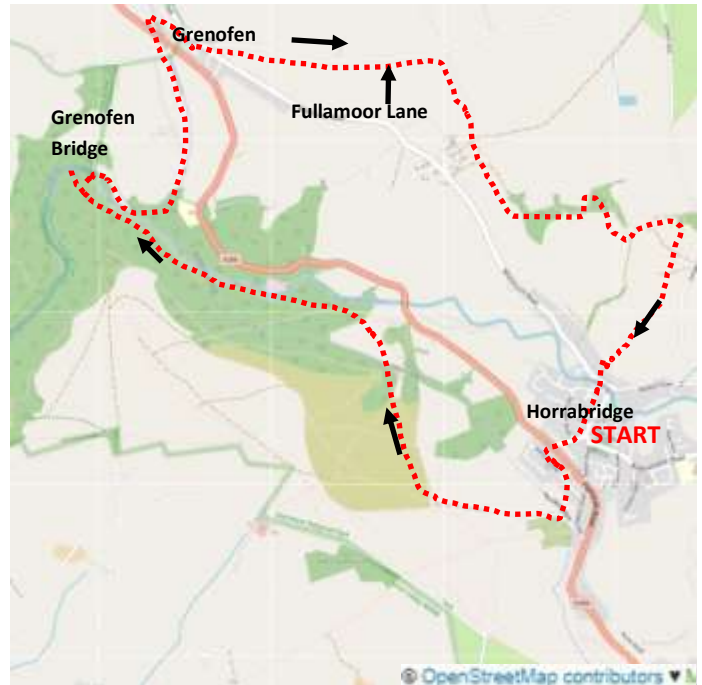 Grenofen
Fullamoor Lane
Grenofen
Bridge
Horrabridge
START
© OpenStreetMap contributors ♥ M